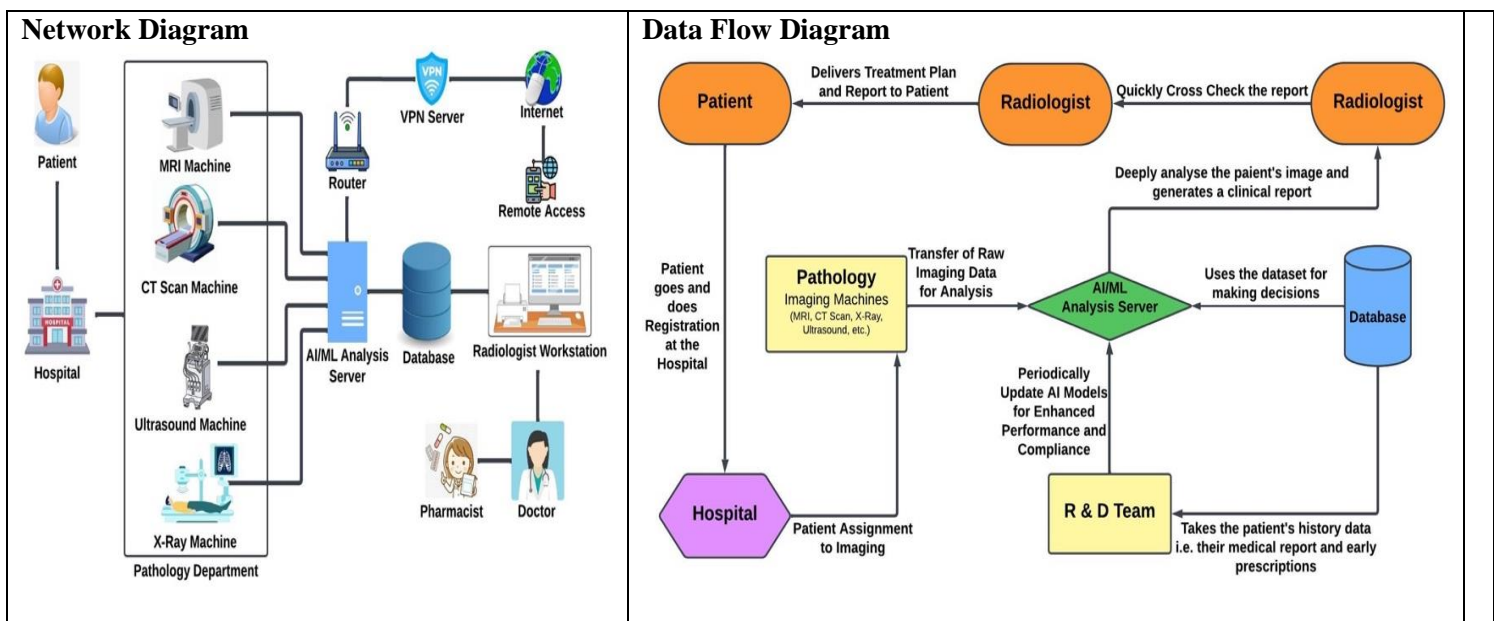 Network Diagram
Patient
Hospital
MRI Machine
CT Scan Machine
Ultrasound Machine
X-Ray Machine
Pathology Department
Router
VPN
VPN Server
Internet
Remote Access
AI/ML Analysis
Server
Database
Radiologist Workstation
Pharmacist
Doctor
HOSPITAL
Data Flow Diagram
Patient
Delivers Treatment Plan
and Report to Patient
Radiologist
Quickly Cross Check the report
Radiologist
Deeply analyse the paient's image and
generates a clinical report
Patient
goes and
does
Registration
at the
Hospital
Pathology
Imaging Machines
(MRI, CT Scan, X-Ray,
Ultrasound, etc.)
Transfer of Raw
Imaging Data
for Analysis
AI/ML
Analysis Server
Uses the dataset for
making decisions
Database
Periodically
Update AI Models
for Enhanced
Performance and
Compliance
Hospital
Patient Assignment
to Imaging
R & D Team
Takes the patient's history data
i.e. their medical report and early
prescriptions